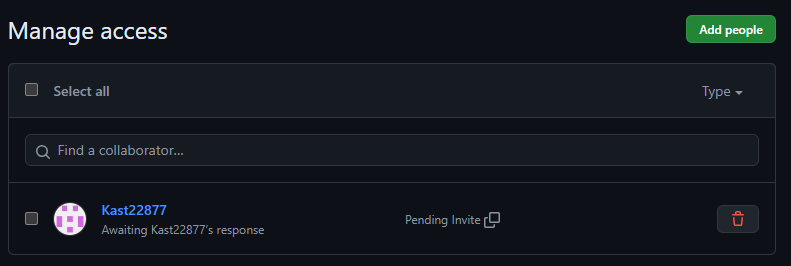 Manage access
Add people
Select all
Type
Find a collaborator...
Kast22877
Awaiting Kast22877's response
Pending Invite